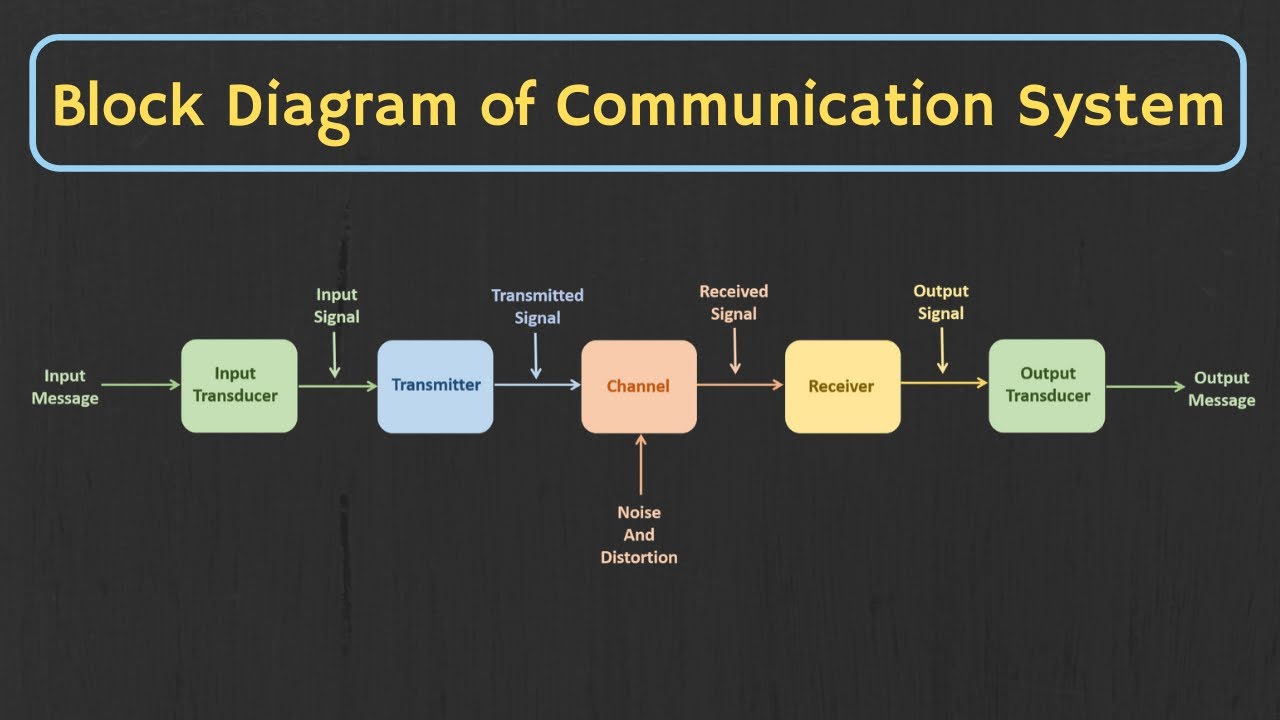 Block Diagram of Communication System
Input
Message
Input
Transducer
Input
Signal
Transmitter
Transmitted
Signal
Channel
Noise
And
Distortion
Received
Signal
Receiver
Output
Signal
Output
Transducer
Output
Message